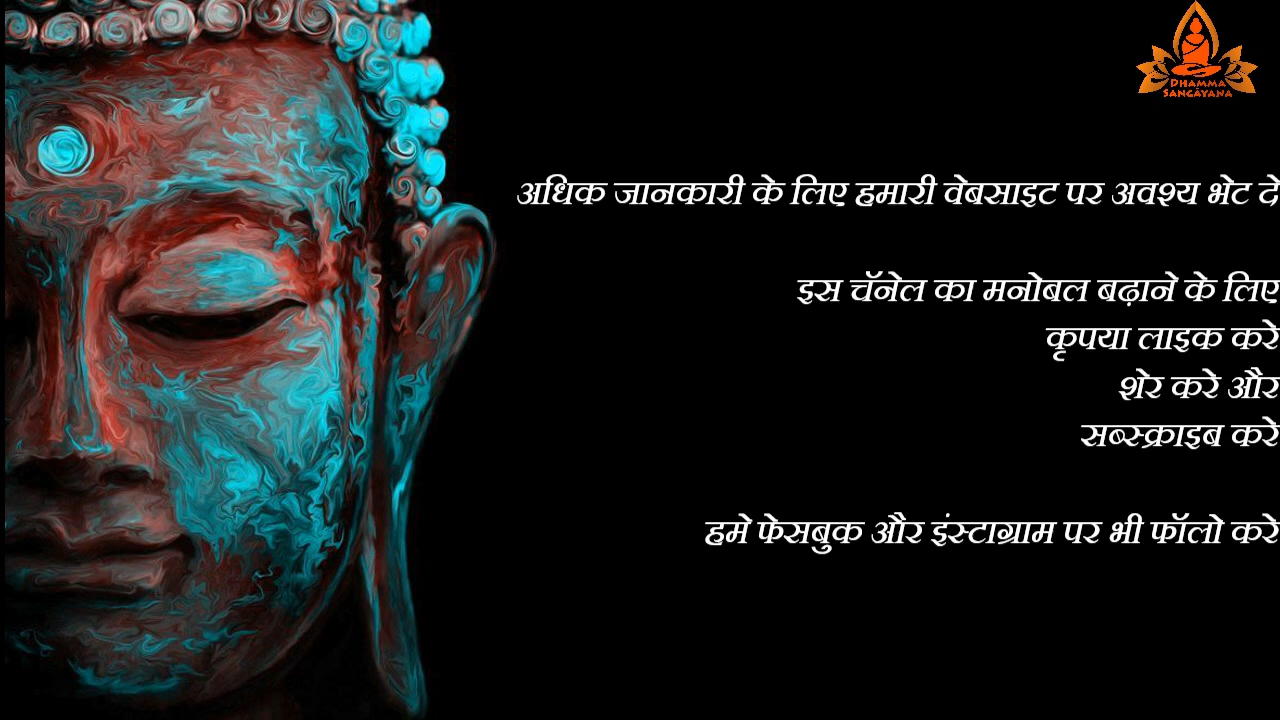 DHAMMA
SANGAYANA
अधिक जानकारी के लिए हमारी वेबसाइट पर अवश्य भेट दे
इस चॅनेल का मनोबल बढ़ाने के लिए
कृपया लाइक करे
शेर करे और
सब्स्क्राइब करे
हमे फेसबुक और इंस्टाग्राम पर भी फॉलो करे